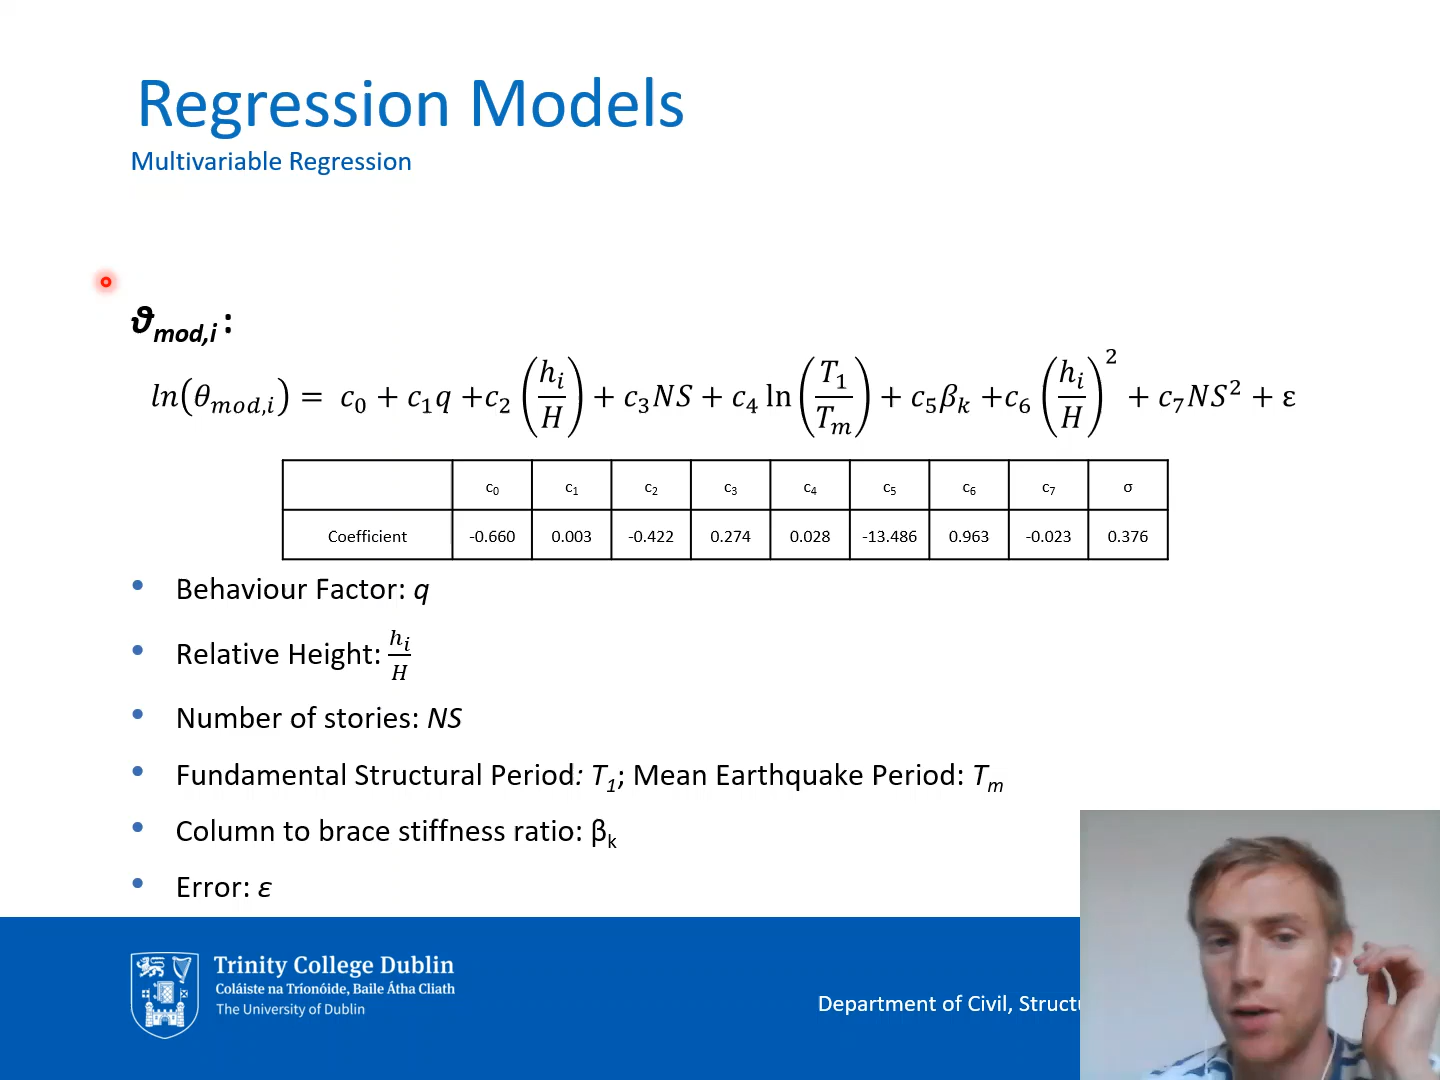 Regression Models
Multivariable Regression
ϑmod,i :
ln(θmod,i) = c0 + c1q +c2(hi/H) + c3NS + c4 ln(T1/Tm) + c5βk +c6(hi/H)² + c7NS² + ε
c0 c1 c2 c3 c4 c5 c6 c7 σ
Coefficient -0.660 0.003 -0.422 0.274 0.028 -13.486 0.963 -0.023 0.376
• Behaviour Factor: q
• Relative Height: hi/H
• Number of stories: NS
• Fundamental Structural Period: T1; Mean Earthquake Period: Tm
• Column to brace stiffness ratio: βk
• Error: ε
Trinity College Dublin
Coláiste na Tríonóide, Baile Átha Cliath
The University of Dublin
Department of Civil,